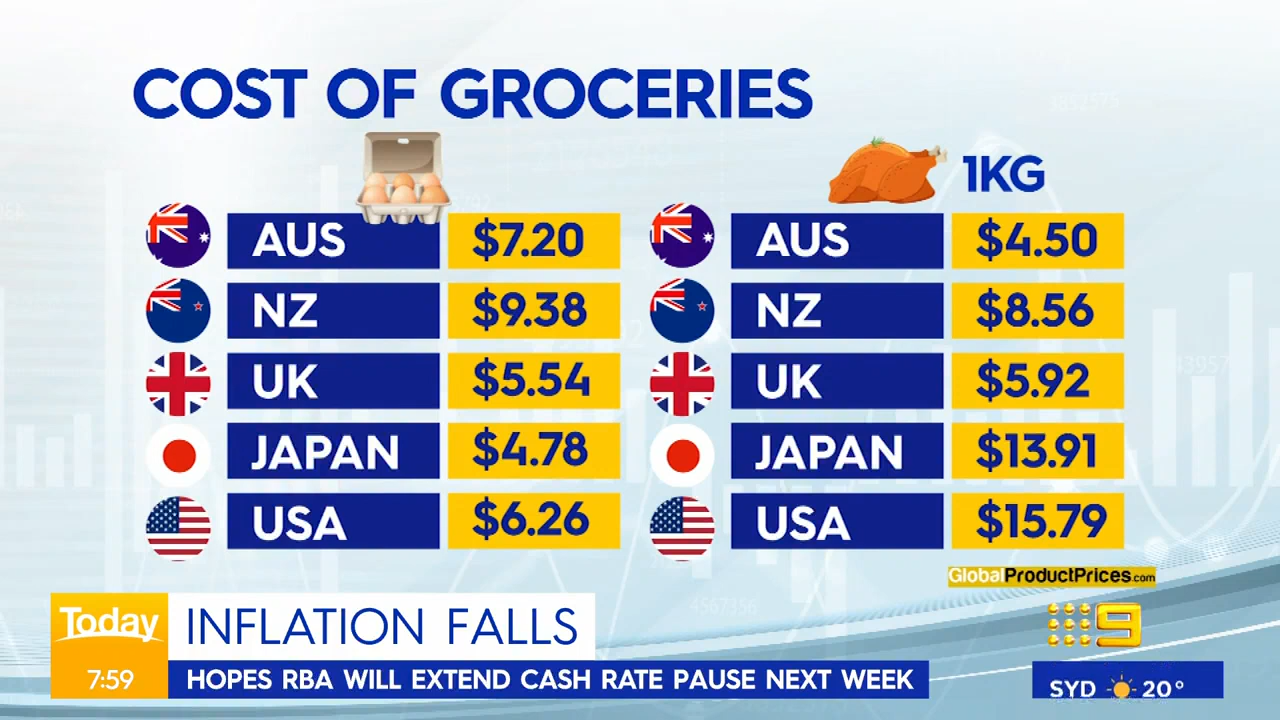 COST OF GROCERIES
1KG
AUS $7.20
NZ $9.38
UK $5.54
JAPAN $4.78
USA $6.26
AUS $4.50
NZ $8.56
UK $5.92
JAPAN $13.91
USA $15.79
GlobalProductPrices.com
Today
7:59
INFLATION FALLS
HOPES RBA WILL EXTEND CASH RATE PAUSE NEXT WEEK
9
SYD 20°